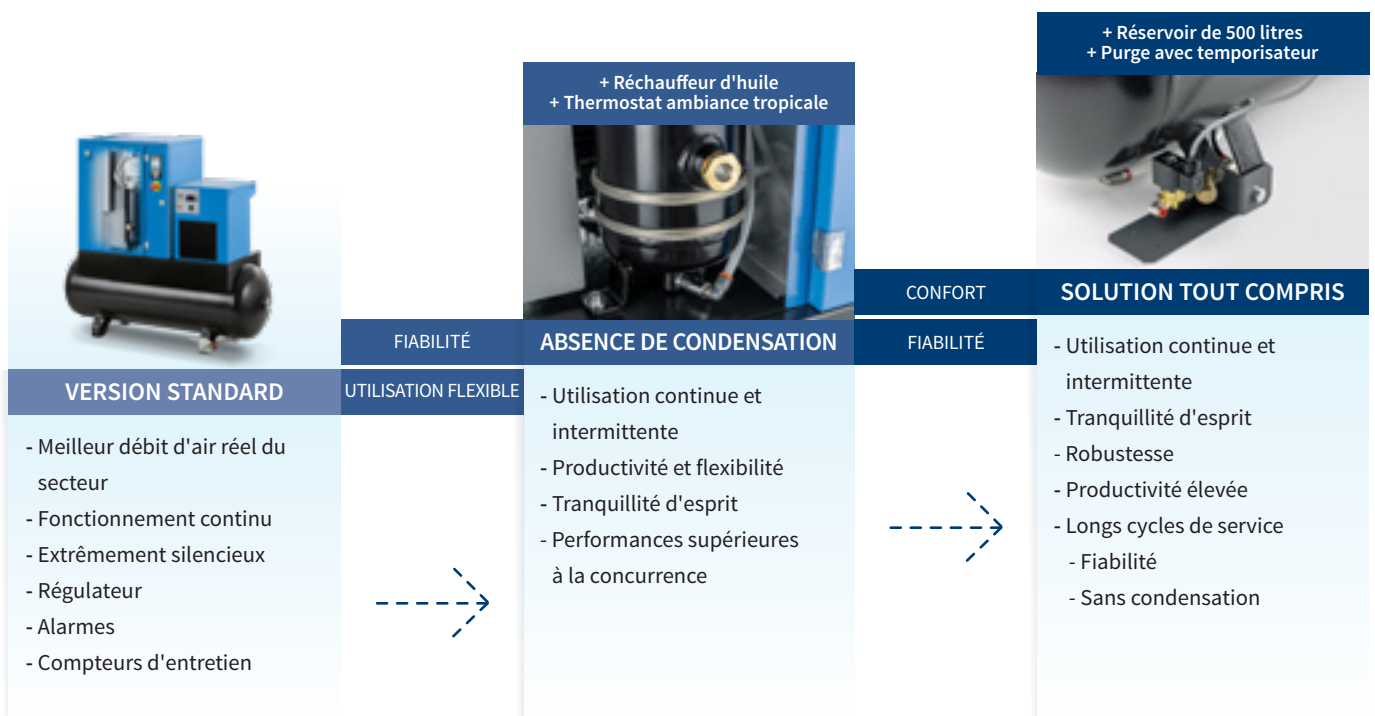 VERSION STANDARD
- Meilleur débit d'air réel du
secteur
- Fonctionnement continu
- Extrêmement silencieux
- Régulateur
- Alarmes
- Compteurs d'entretien
FIABILITÉ
UTILISATION FLEXIBLE
+ Réchauffeur d'huile
+ Thermostat ambiance tropicale
ABSENCE DE CONDENSATION
- Utilisation continue et
intermittente
- Productivité et flexibilité
- Tranquillité d'esprit
- Performances supérieures
à la concurrence
CONFORT
FIABILITÉ
+ Réservoir de 500 litres
+ Purge avec temporisateur
SOLUTION TOUT COMPRIS
- Utilisation continue et
intermittente
- Tranquillité d'esprit
- Robustesse
- Productivité élevée
- Longs cycles de service
- Fiabilité
- Sans condensation